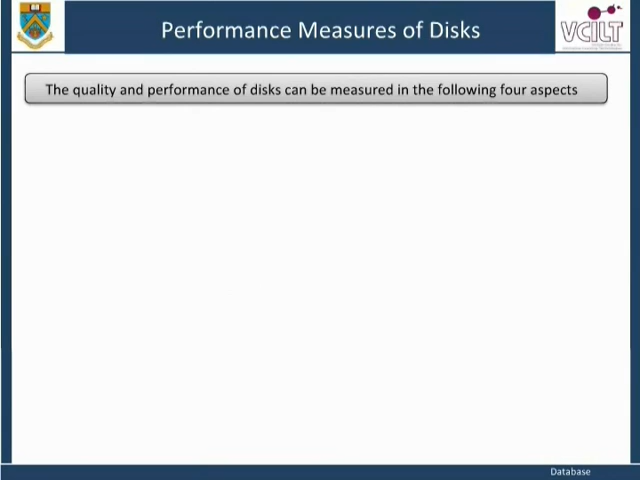 Performance Measures of Disks
VCILT
The quality and performance of disks can be measured in the following four aspects
Database